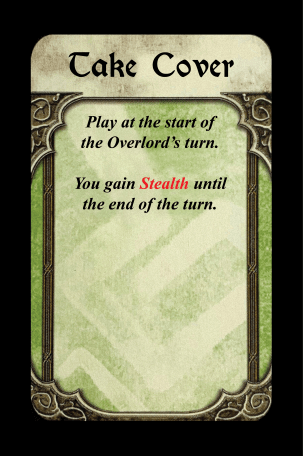 Take Cover
Play at the start of
the Overlord's turn.
You gain Stealth until
the end of the turn.